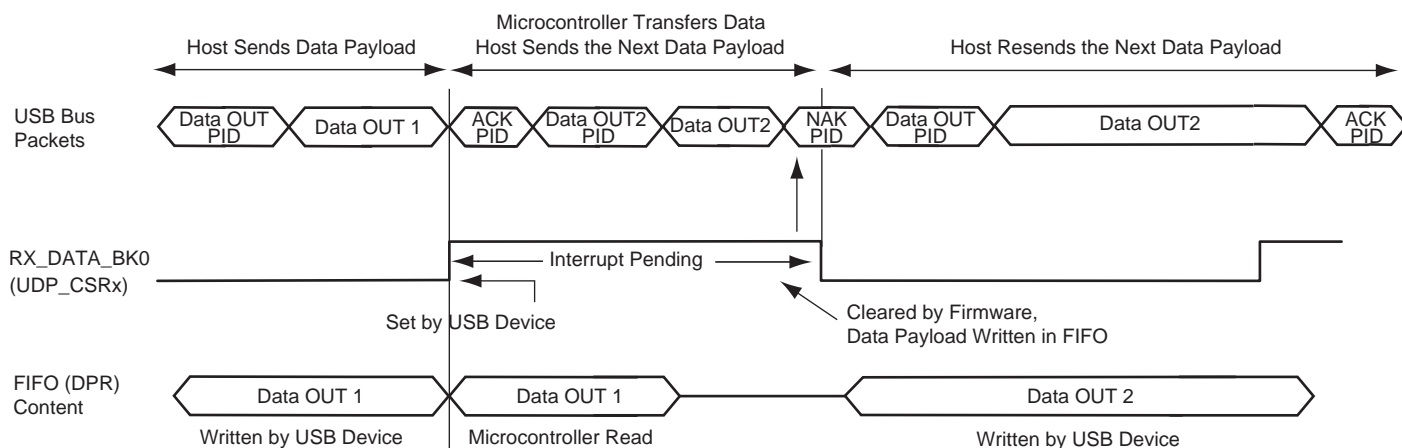 Host Sends Data Payload
Microcontroller Transfers Data
Host Sends the Next Data Payload
Host Resends the Next Data Payload
USB Bus
Packets
Data OUT
PID
Data OUT 1
ACK
PID
Data OUT2
PID
Data OUT2
NAK
PID
Data OUT
PID
Data OUT2
ACK
PID
RX_DATA_BK0
(UDP_CSRx)
Interrupt Pending
Set by USB Device
Cleared by Firmware,
Data Payload Written in FIFO
FIFO (DPR)
Content
Data OUT 1
Data OUT 1
Data OUT 2
Written by USB Device
Microcontroller Read
Written by USB Device